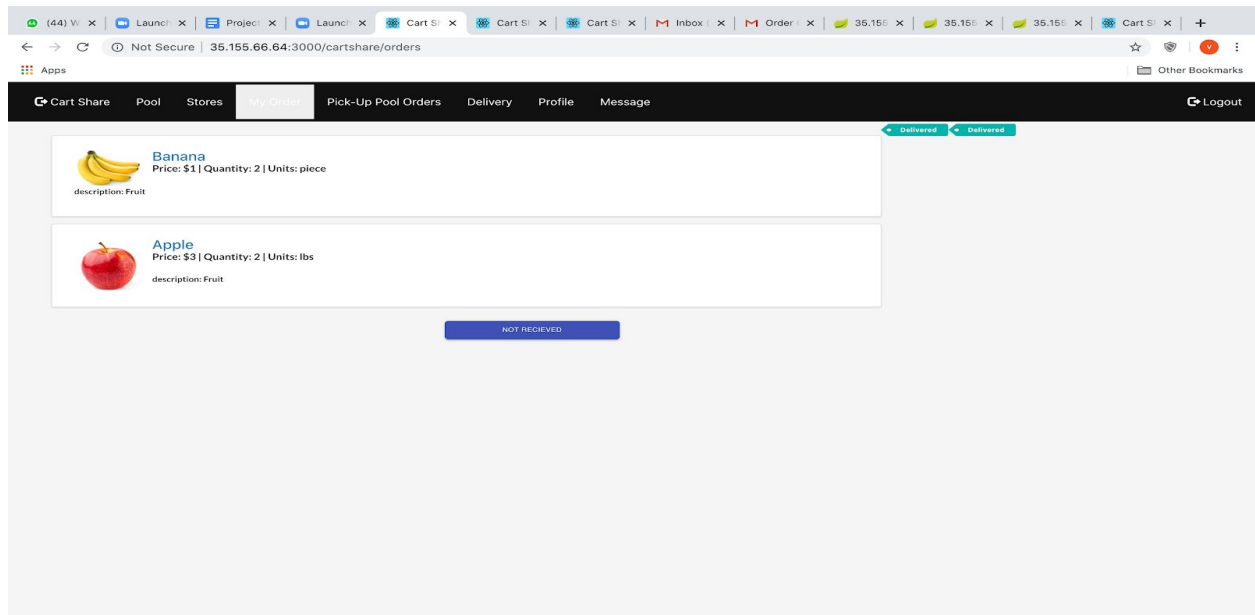 (44) W Launch Project Launch Cart Sh Cart Sh Cart Sh Inbox ( Order 35.155 35.155 35.155 Cart Sh
Not Secure | 35.155.66.64:3000/cartshare/orders
Apps Other Bookmarks
Cart Share Pool Stores My Order Pick-Up Pool Orders Delivery Profile Message Logout
Delivered Delivered
Banana
Price: $1 | Quantity: 2 | Units: piece
description: Fruit
Apple
Price: $3 | Quantity: 2 | Units: lbs
description: Fruit
NOT RECIEVED